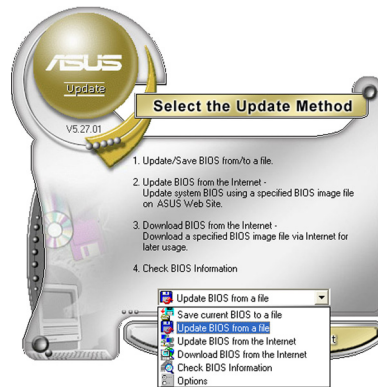 ASUS
Update
V5.27.01
Select the Update Method
1. Update/Save BIOS from/to a file.
2. Update BIOS from the Internet -
Update system BIOS using a specified BIOS image file
on ASUS Web Site.
3. Download BIOS from the Internet -
Download a specified BIOS image file via Internet for
later usage.
4. Check BIOS Information
Update BIOS from a file
Save current BIOS to a file
Update BIOS from a file
Update BIOS from the Internet
Download BIOS from the Internet
Check BIOS Information
Options